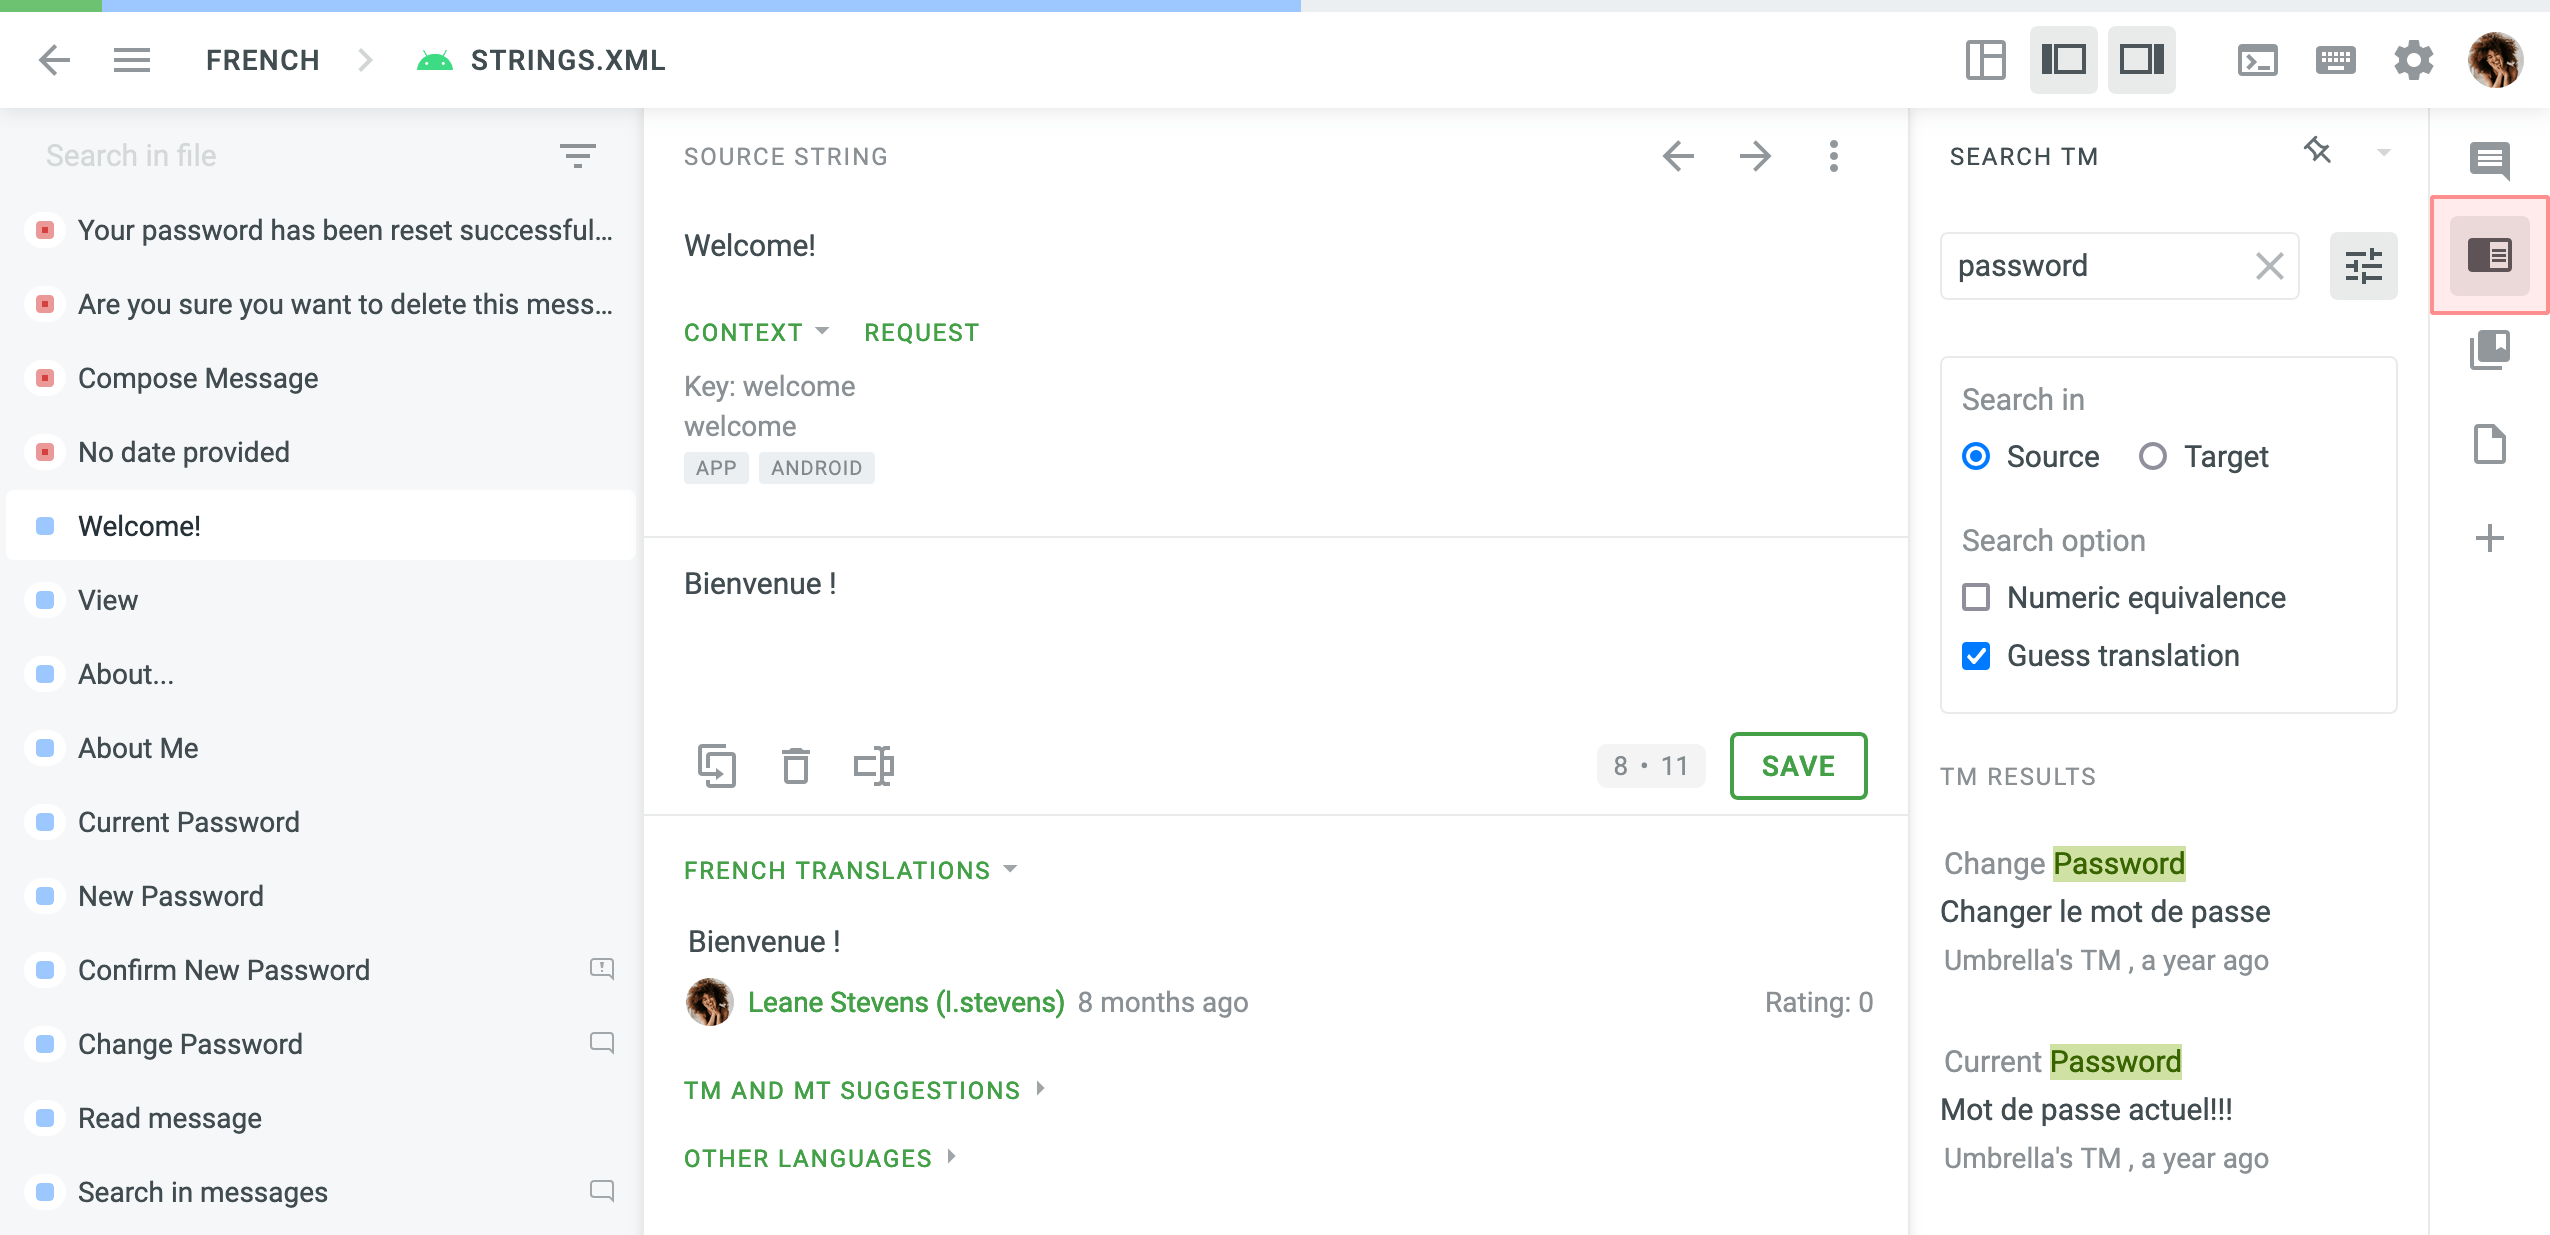 FRENCH
STRINGS.XML
Search in file
Your password has been reset successful...
Are you sure you want to delete this mess...
Compose Message
No date provided
Welcome!
View
About...
About Me
Current Password
New Password
Confirm New Password
Change Password
Read message
Search in messages
SOURCE STRING
Welcome!
CONTEXT REQUEST
Key: welcome
welcome
APP ANDROID
Bienvenue !
8 • 11 SAVE
FRENCH TRANSLATIONS
Bienvenue !
Leane Stevens (l.stevens) 8 months ago Rating: 0
TM AND MT SUGGESTIONS
OTHER LANGUAGES
SEARCH TM
password
Search in
Source Target
Search option
Numeric equivalence
Guess translation
TM RESULTS
Change Password
Changer le mot de passe
Umbrella's TM , a year ago
Current Password
Mot de passe actuel!!!
Umbrella's TM , a year ago